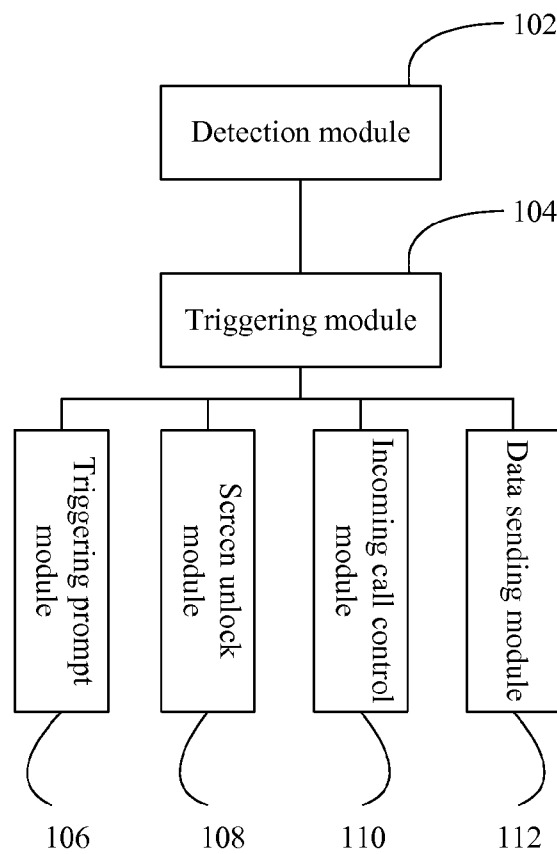 102
Detection module
104
Triggering module
Triggering prompt
module
Screen unlock
module
Incoming call control
module
Data sending module
106
108
110
112